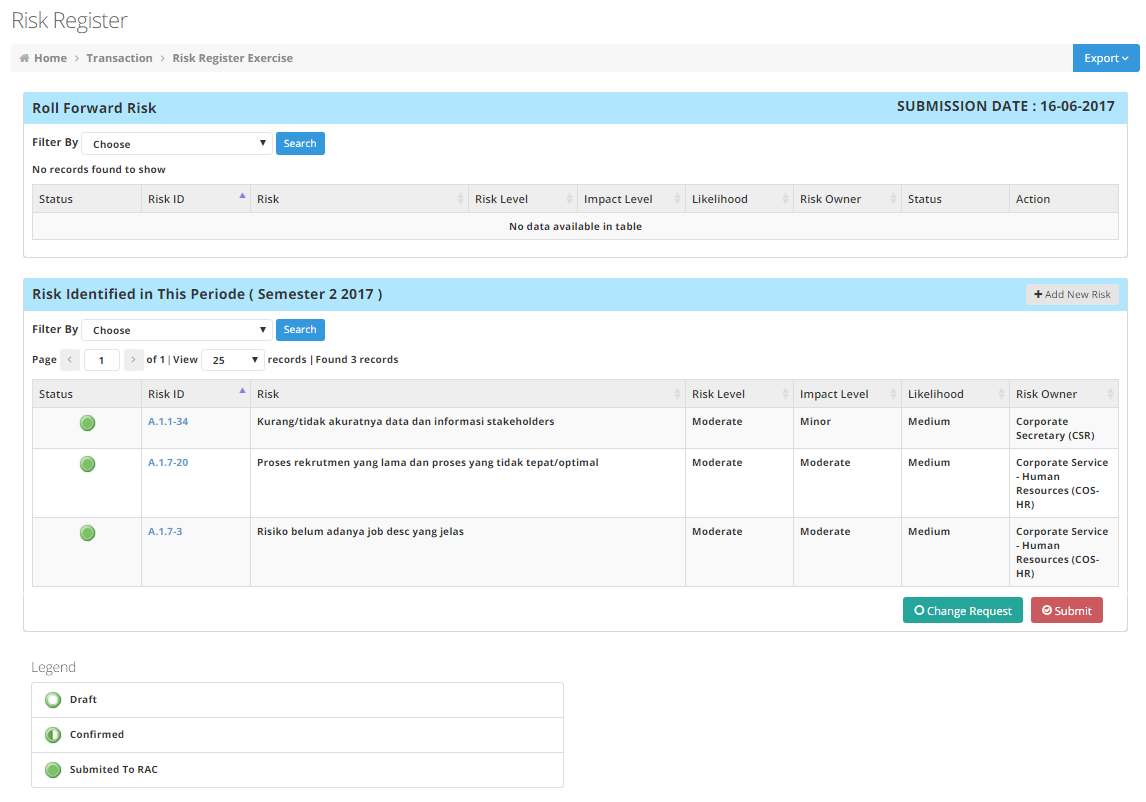 Risk Register
Home > Transaction > Risk Register Exercise
Export
Roll Forward Risk SUBMISSION DATE : 16-06-2017
Filter By Choose Search
No records found to show
Status Risk ID Risk Risk Level Impact Level Likelihood Risk Owner Status Action
No data available in table
Risk Identified in This Periode ( Semester 2 2017 ) + Add New Risk
Filter By Choose Search
Page < 1 > of 1 | View 25 records | Found 3 records
Status Risk ID Risk Risk Level Impact Level Likelihood Risk Owner
A.1.1-34 Kurang/tidak akuratnya data dan informasi stakeholders Moderate Minor Medium Corporate
Secretary (CSR)
A.1.7-20 Proses rekrutmen yang lama dan proses yang tidak tepat/optimal Moderate Moderate Medium Corporate Service
- Human
Resources (COS-
HR)
A.1.7-3 Risiko belum adanya job desc yang jelas Moderate Moderate Medium Corporate Service
- Human
Resources (COS-
HR)
Change Request Submit
Legend
Draft
Confirmed
Submited To RAC